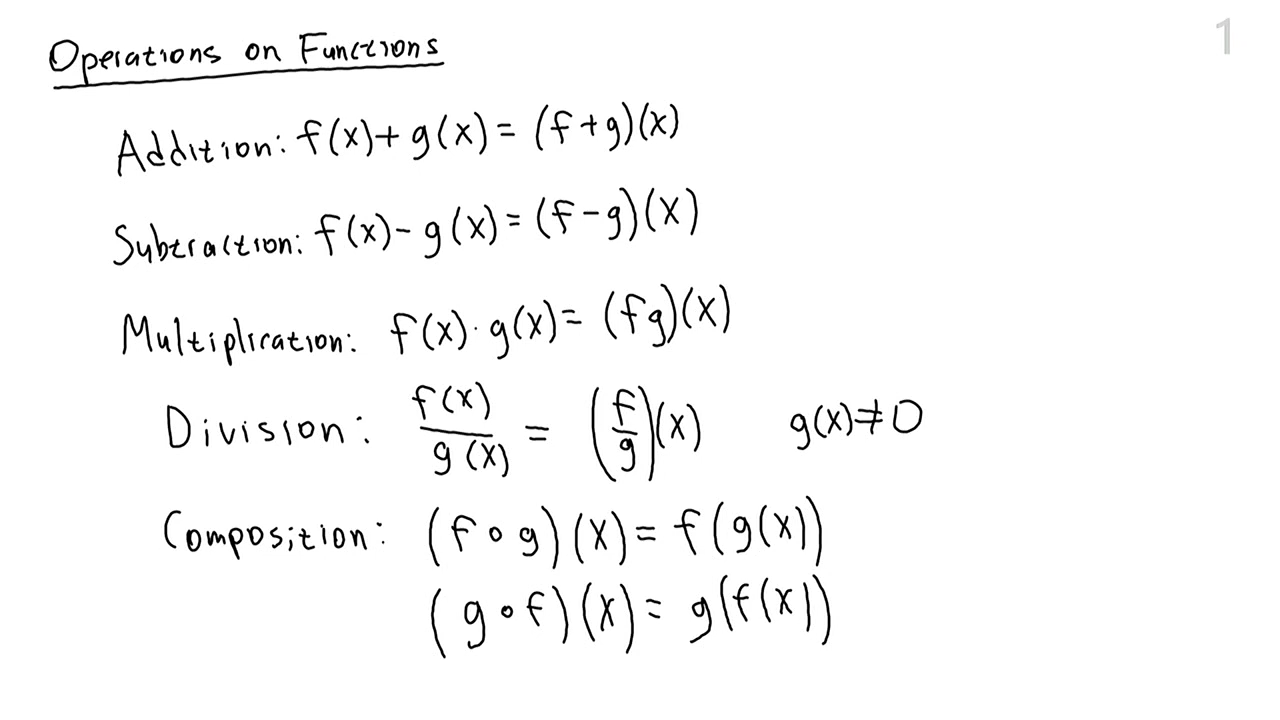 Operations on Functions
1
Addition: f(x)+ g(x) = (f+g)(x)
Subtraction: f(x)- g(x) = (f-g)(x)
Multiplication: f(x) · g(x) = (fg)(x)
Division: f(x)/g(x) = (f/g)(x) g(x)≠0
Composition: (f∘g)(x) = f(g(x))
(g∘f)(x) = g(f(x))